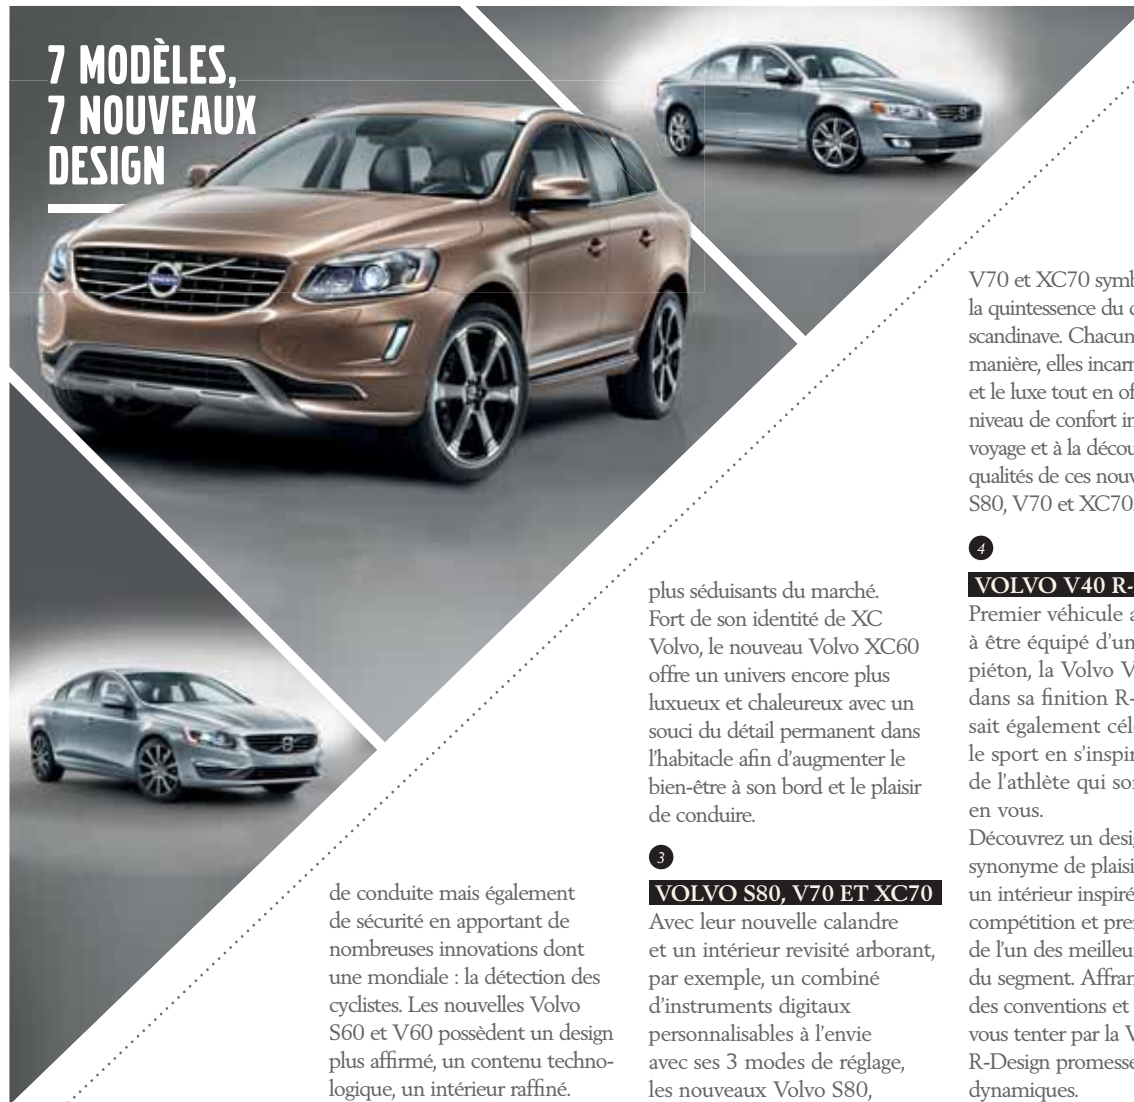 7 MODÈLES,
7 NOUVEAUX
DESIGN
de conduite mais également
de sécurité en apportant de
nombreuses innovations dont
une mondiale : la détection des
cyclistes. Les nouvelles Volvo
S60 et V60 possèdent un design
plus affirmé, un contenu techno-
logique, un intérieur raffiné.
plus séduisants du marché.
Fort de son identité de XC
Volvo, le nouveau Volvo XC60
offre un univers encore plus
luxueux et chaleureux avec un
souci du détail permanent dans
l’habitacle afin d’augmenter le
bien-être à son bord et le plaisir
de conduire.
3
VOLVO S80, V70 ET XC70
Avec leur nouvelle calandre
et un intérieur revisité arborant,
par exemple, un combiné
d’instruments digitaux
personnalisables à l’envie
avec ses 3 modes de réglage,
les nouveaux Volvo S80,
V70 et XC70 symb
la quintessence du
scandinave. Chacun
manière, elles incar
et le luxe tout en of
niveau de confort in
voyage et à la décou
qualités de ces nouv
S80, V70 et XC70.
4
VOLVO V40 R-
Premier véhicule a
à être équipé d’un
piéton, la Volvo V
dans sa finition R-
sait également cél
le sport en s’inspir
de l’athlète qui so
en vous.
Découvrez un desig
synonyme de plaisi
un intérieur inspiré
compétition et pre
de l’un des meilleu
du segment. Affran
des conventions et
vous tenter par la V
R-Design promesse
dynamiques.